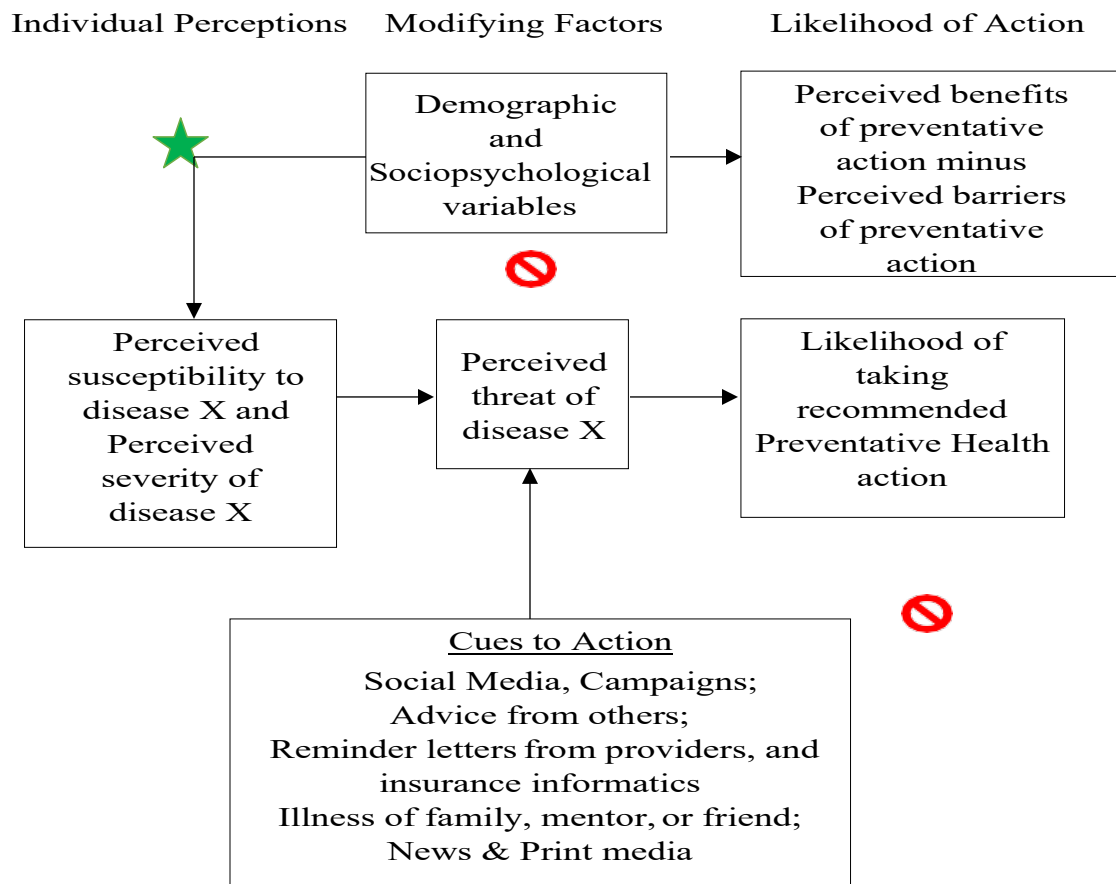 Individual Perceptions
Modifying Factors
Likelihood of Action
Demographic
and
Sociopsychological
variables
Perceived benefits
of preventative
action minus
Perceived barriers
of preventative
action
Perceived
susceptibility to
disease X and
Perceived
severity of
disease X
Perceived
threat of
disease X
Likelihood of
taking
recommended
Preventative Health
action
Cues to Action
Social Media, Campaigns;
Advice from others;
Reminder letters from providers, and
insurance informatics
Illness of family, mentor, or friend;
News & Print media